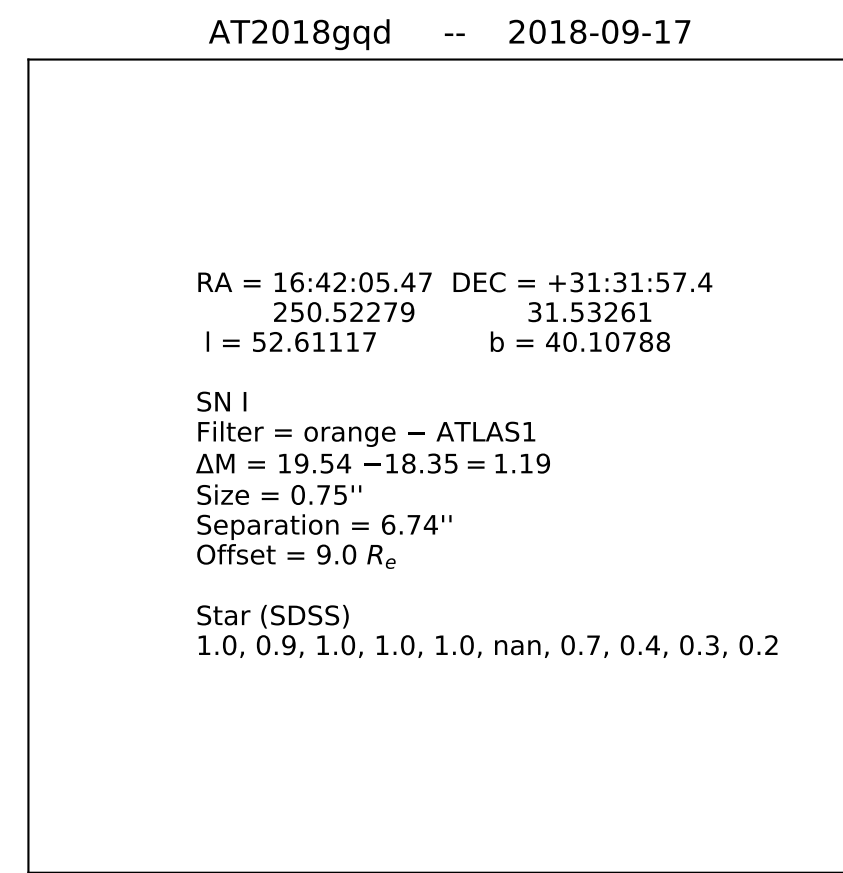 AT2018gqd -- 2018-09-17
RA = 16:42:05.47 DEC = +31:31:57.4
250.52279 31.53261
l = 52.61117 b = 40.10788
SN I
Filter = orange − ATLAS1
ΔM = 19.54 −18.35 = 1.19
Size = 0.75''
Separation = 6.74''
Offset = 9.0 Rₑ
Star (SDSS)
1.0, 0.9, 1.0, 1.0, 1.0, nan, 0.7, 0.4, 0.3, 0.2